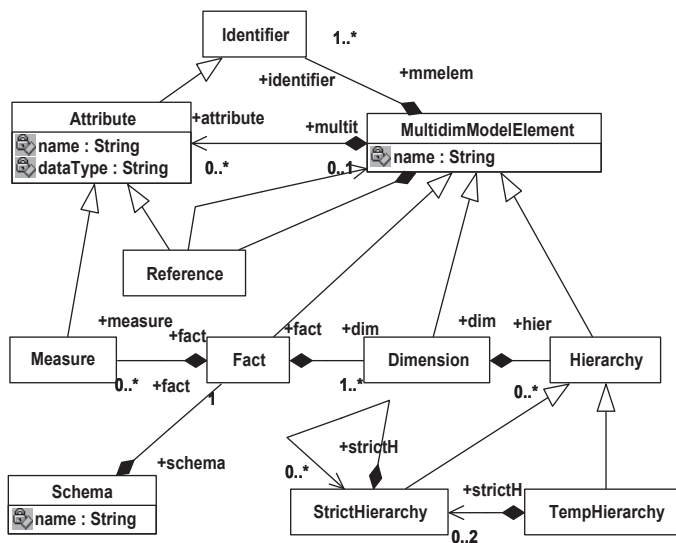 Identifier
1..*
+identifier
+mmelem
Attribute
+attribute
+multit
MultidimModelElement
name : String
name : String
dataType : String
0..*
0..1
Reference
+measure
+fact
+fact
+dim
+dim
+hier
Measure
Fact
Dimension
Hierarchy
0..*
+fact
1
1..*
0..*
+schema
+strictH
0..*
Schema
name : String
+strictH
StrictHierarchy
TempHierarchy
0..2